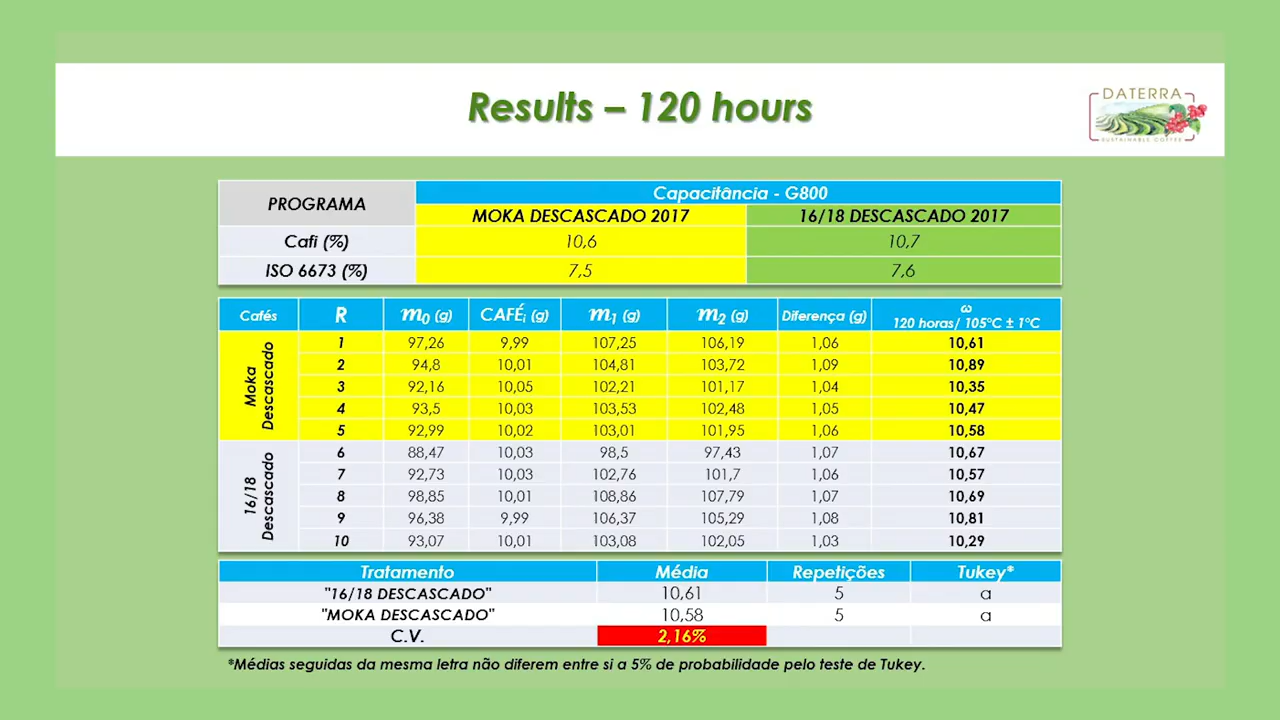 Results – 120 hours
DATERRA
SUSTAINABLE COFFEE
PROGRAMA Capacitância - G800
MOKA DESCASCADO 2017 16/18 DESCASCADO 2017
Cafi (%) 10,6 10,7
ISO 6673 (%) 7,5 7,6
Cafés R m₀ (g) CAFÉᵢ (g) m₁ (g) m₂ (g) Diferença (g) ω
120 horas/ 105°C ± 1°C
Moka Descascado
1 97,26 9,99 107,25 106,19 1,06 10,61
2 94,8 10,01 104,81 103,72 1,09 10,89
3 92,16 10,05 102,21 101,17 1,04 10,35
4 93,5 10,03 103,53 102,48 1,05 10,47
5 92,99 10,02 103,01 101,95 1,06 10,58
16/18 Descascado
6 88,47 10,03 98,5 97,43 1,07 10,67
7 92,73 10,03 102,76 101,7 1,06 10,57
8 98,85 10,01 108,86 107,79 1,07 10,69
9 96,38 9,99 106,37 105,29 1,08 10,81
10 93,07 10,01 103,08 102,05 1,03 10,29
Tratamento Média Repetições Tukey*
"16/18 DESCASCADO" 10,61 5 a
"MOKA DESCASCADO" 10,58 5 a
C.V. 2,16%
*Médias seguidas da mesma letra não diferem entre si a 5% de probabilidade pelo teste de Tukey.